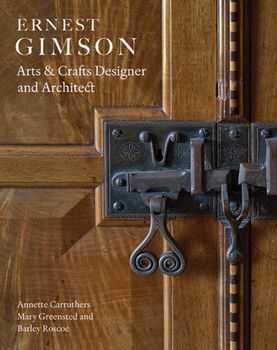 ERNEST
GIMSON
Arts & Crafts Designer
and Architect
Annette Carruthers
Mary Greensted and
Barley Roscoe